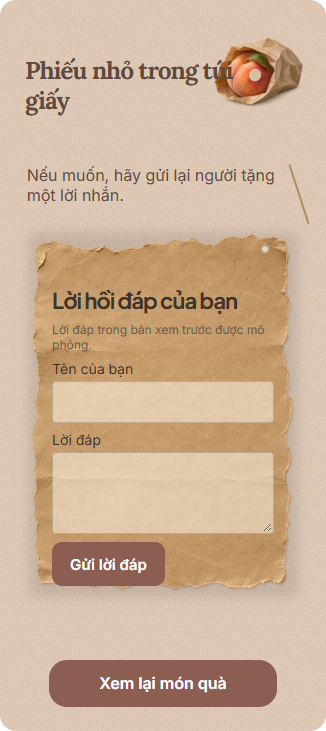 Phiếu nhỏ trong túi
giấy
Nếu muốn, hãy gửi lại người tặng
một lời nhắn.
Lời hồi đáp của bạn
Lời đáp trong bản xem trước được mô
phỏng.
Tên của bạn
Lời đáp
Gửi lời đáp
Xem lại món quà